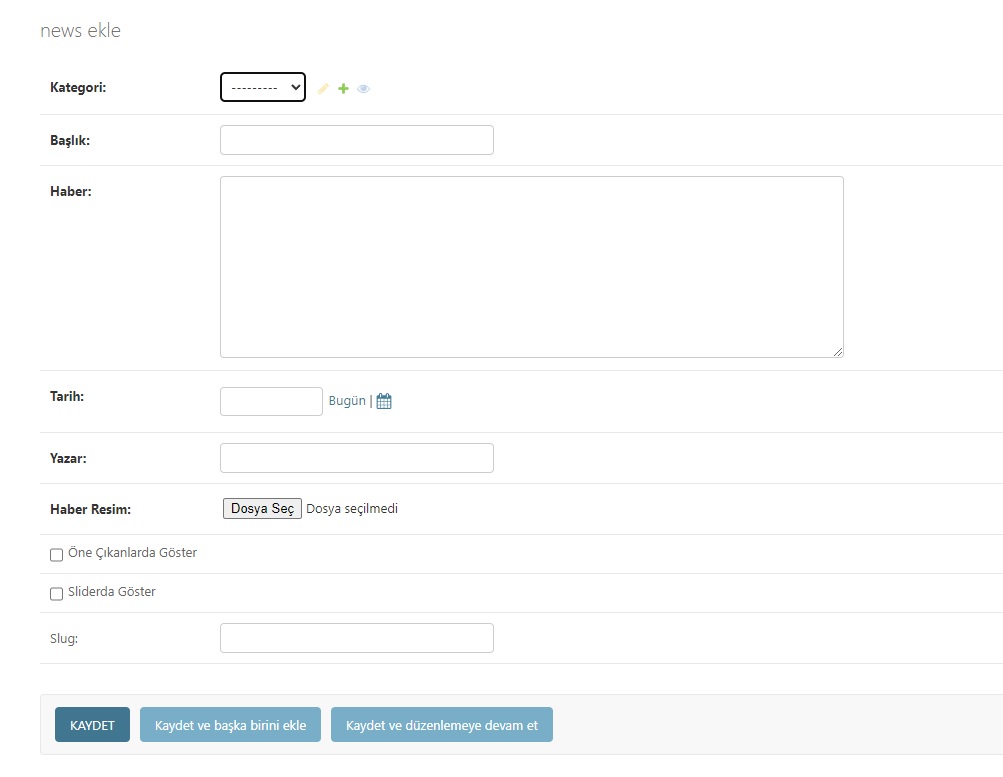 news ekle
Kategori: ---------
Başlık:
Haber:
Tarih: Bugün |
Yazar:
Haber Resim: Dosya Seç Dosya seçilmedi
Öne Çıkanlarda Göster
Sliderda Göster
Slug:
KAYDET Kaydet ve başka birini ekle Kaydet ve düzenlemeye devam et